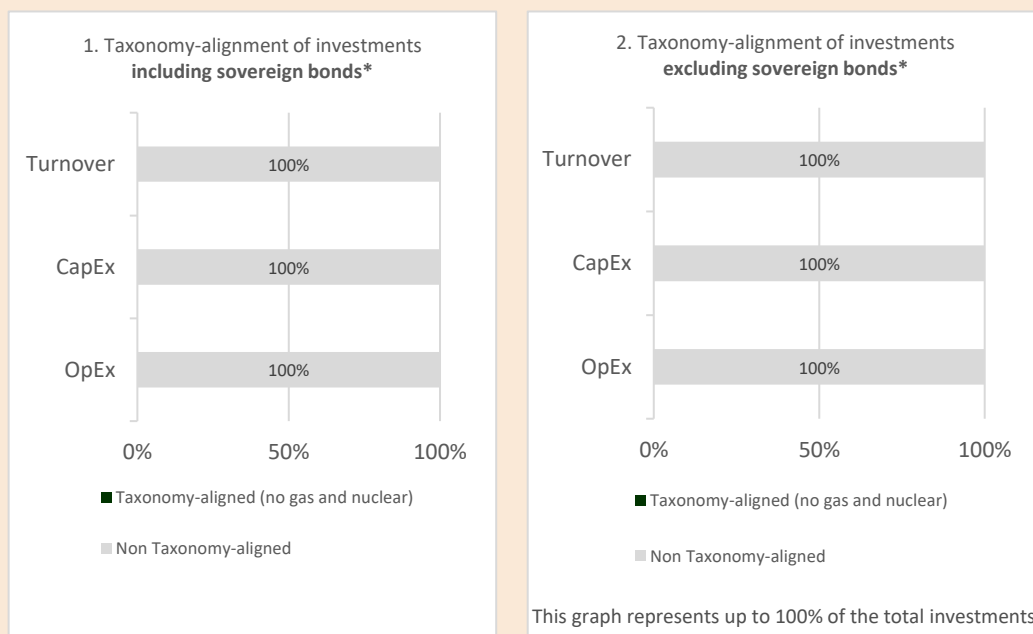 1. Taxonomy-alignment of investments
including sovereign bonds*
Turnover
100%
CapEx
100%
OpEx
100%
0%
50%
100%
Taxonomy-aligned (no gas and nuclear)
Non Taxonomy-aligned
2. Taxonomy-alignment of investments
excluding sovereign bonds*
Turnover
100%
CapEx
100%
OpEx
100%
0%
50%
100%
Taxonomy-aligned (no gas and nuclear)
Non Taxonomy-aligned
This graph represents up to 100% of the total investments